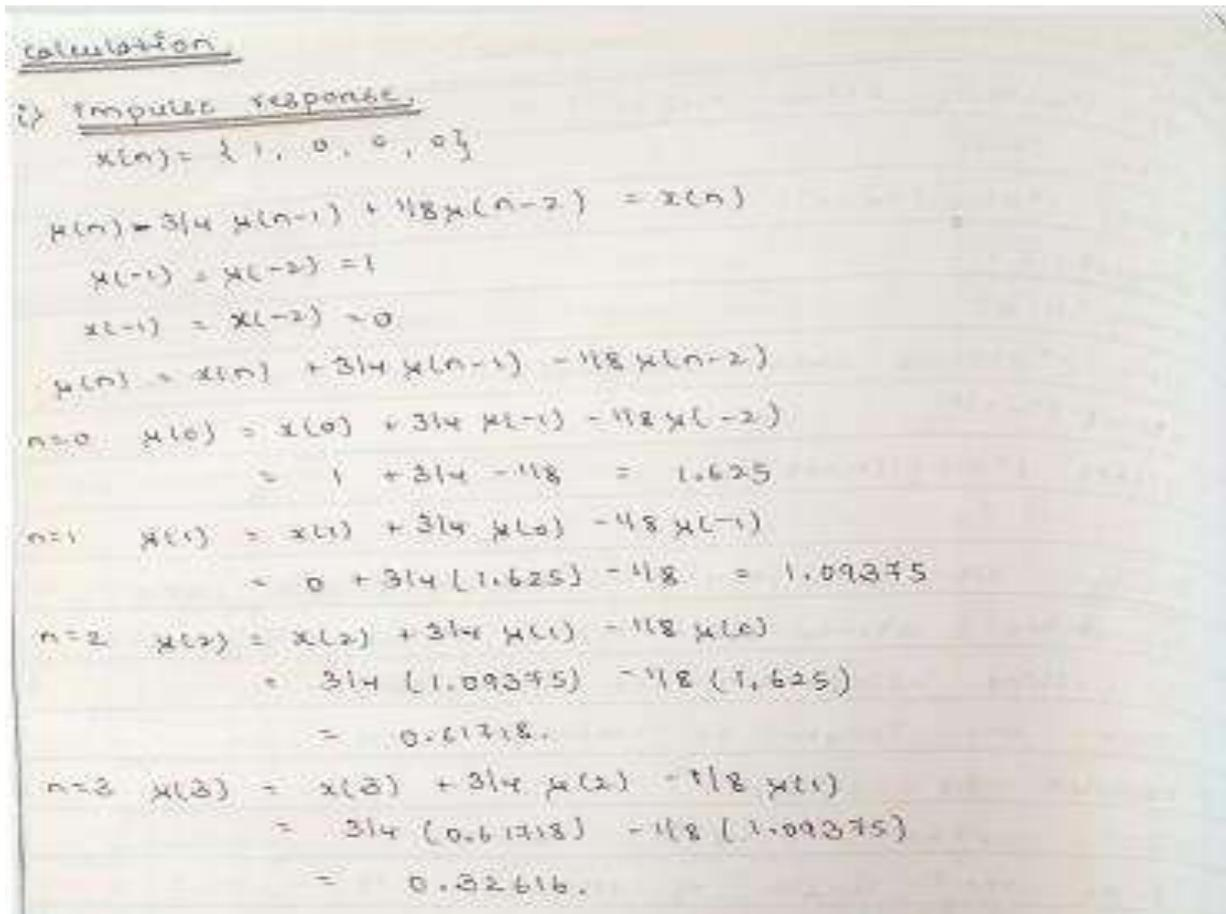 calculation
i) Impulse response.
x(n) = {1, 0, 0, 0}
y(n) - 3/4 y(n-1) + 1/8 y(n-2) = x(n)
y(-1) = y(-2) = 1
x(-1) = x(-2) = 0
y(n) = x(n) + 3/4 y(n-1) - 1/8 y(n-2)
n=0 y(0) = x(0) + 3/4 y(-1) - 1/8 y(-2)
= 1 + 3/4 - 1/8 = 1.625
n=1 y(1) = x(1) + 3/4 y(0) - 1/8 y(-1)
= 0 + 3/4 (1.625) - 1/8 = 1.09375
n=2 y(2) = x(2) + 3/4 y(1) - 1/8 y(0)
= 3/4 (1.09375) - 1/8 (1.625)
= 0.61718.
n=3 y(3) = x(3) + 3/4 y(2) - 1/8 y(1)
= 3/4 (0.61718) - 1/8 (1.09375)
= 0.32616.